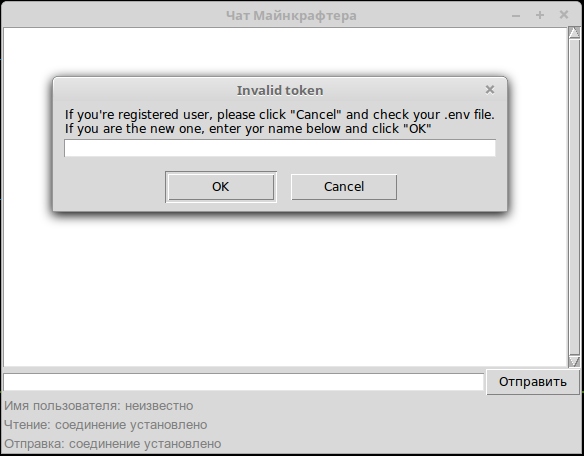 Чат Майнкрафтера
Invalid token
If you're registered user, please click "Cancel" and check your .env file.
If you are the new one, enter yor name below and click "OK"
OK Cancel
Отправить
Имя пользователя: неизвестно
Чтение: соединение установлено
Отправка: соединение установлено